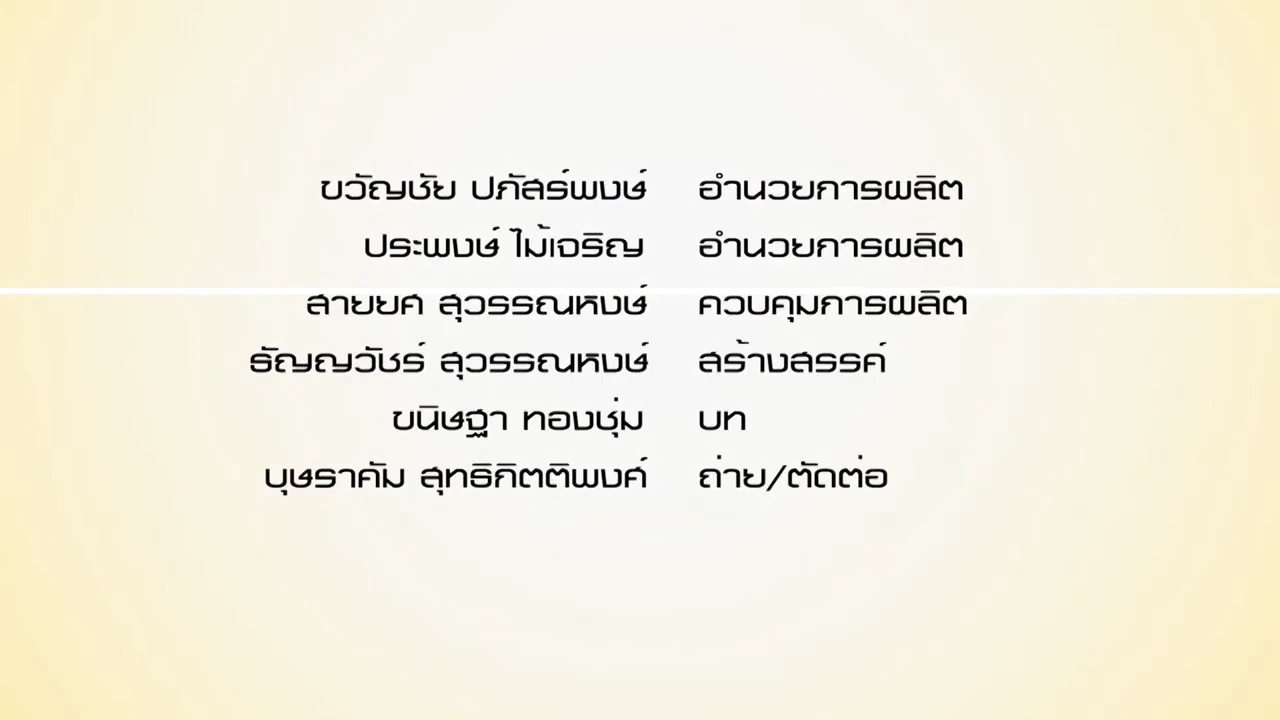 ขวัญชัย ปภัสร์พงษ์ อำนวยการผลิต
ประพงษ์ ไม้เจริญ อำนวยการผลิต
สายยศ สุวรรณหงษ์ ควบคุมการผลิต
ธัญญวัชร์ สุวรรณหงษ์ สร้างสรรค์
ขนิษฐา ทองชุ่ม บท
บุษราคัม สุทธิกิตติพงศ์ ถ่าย/ตัดต่อ